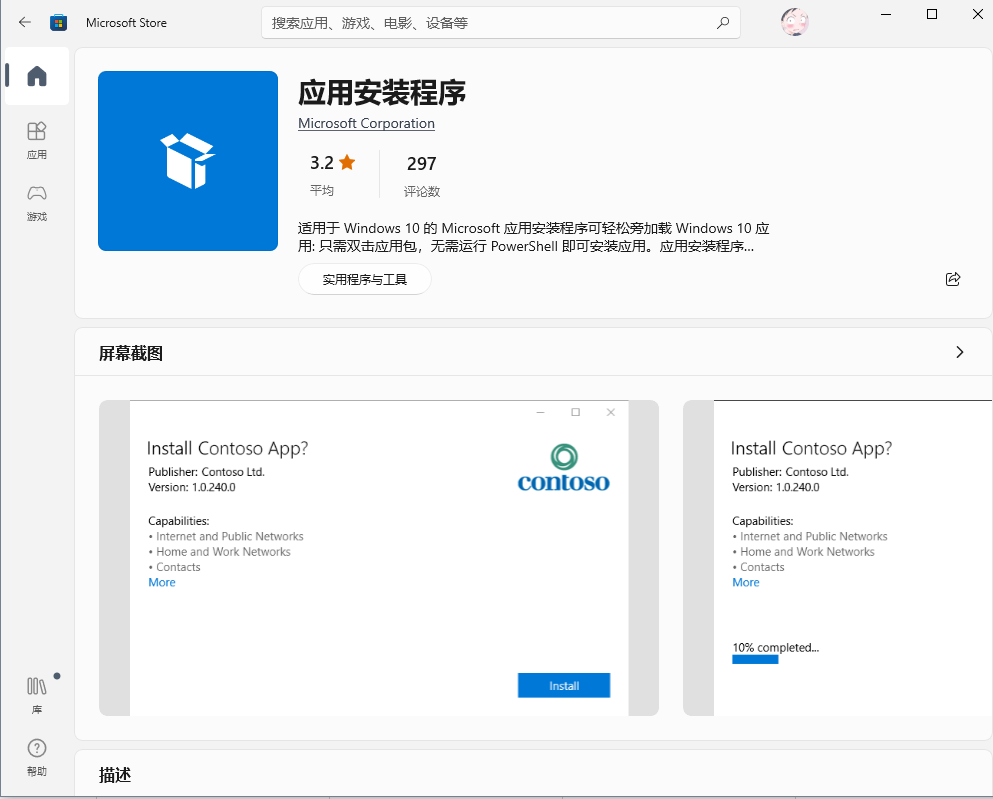 Microsoft Store
搜索应用、游戏、电影、设备等
应用安装程序
Microsoft Corporation
3.2
297
平均
评论数
适用于 Windows 10 的 Microsoft 应用安装程序可轻松旁加载 Windows 10 应
用: 只需双击应用包，无需运行 PowerShell 即可安装应用。应用安装程序...
实用程序与工具
应用
游戏
库
帮助
屏幕截图
Install Contoso App?
Publisher: Contoso Ltd.
Version: 1.0.240.0
contoso
Capabilities:
• Internet and Public Networks
• Home and Work Networks
• Contacts
More
Install
Install Contoso App?
Publisher: Contoso Ltd.
Version: 1.0.240.0
Capabilities:
• Internet and Public Networks
• Home and Work Networks
• Contacts
More
10% completed...
描述